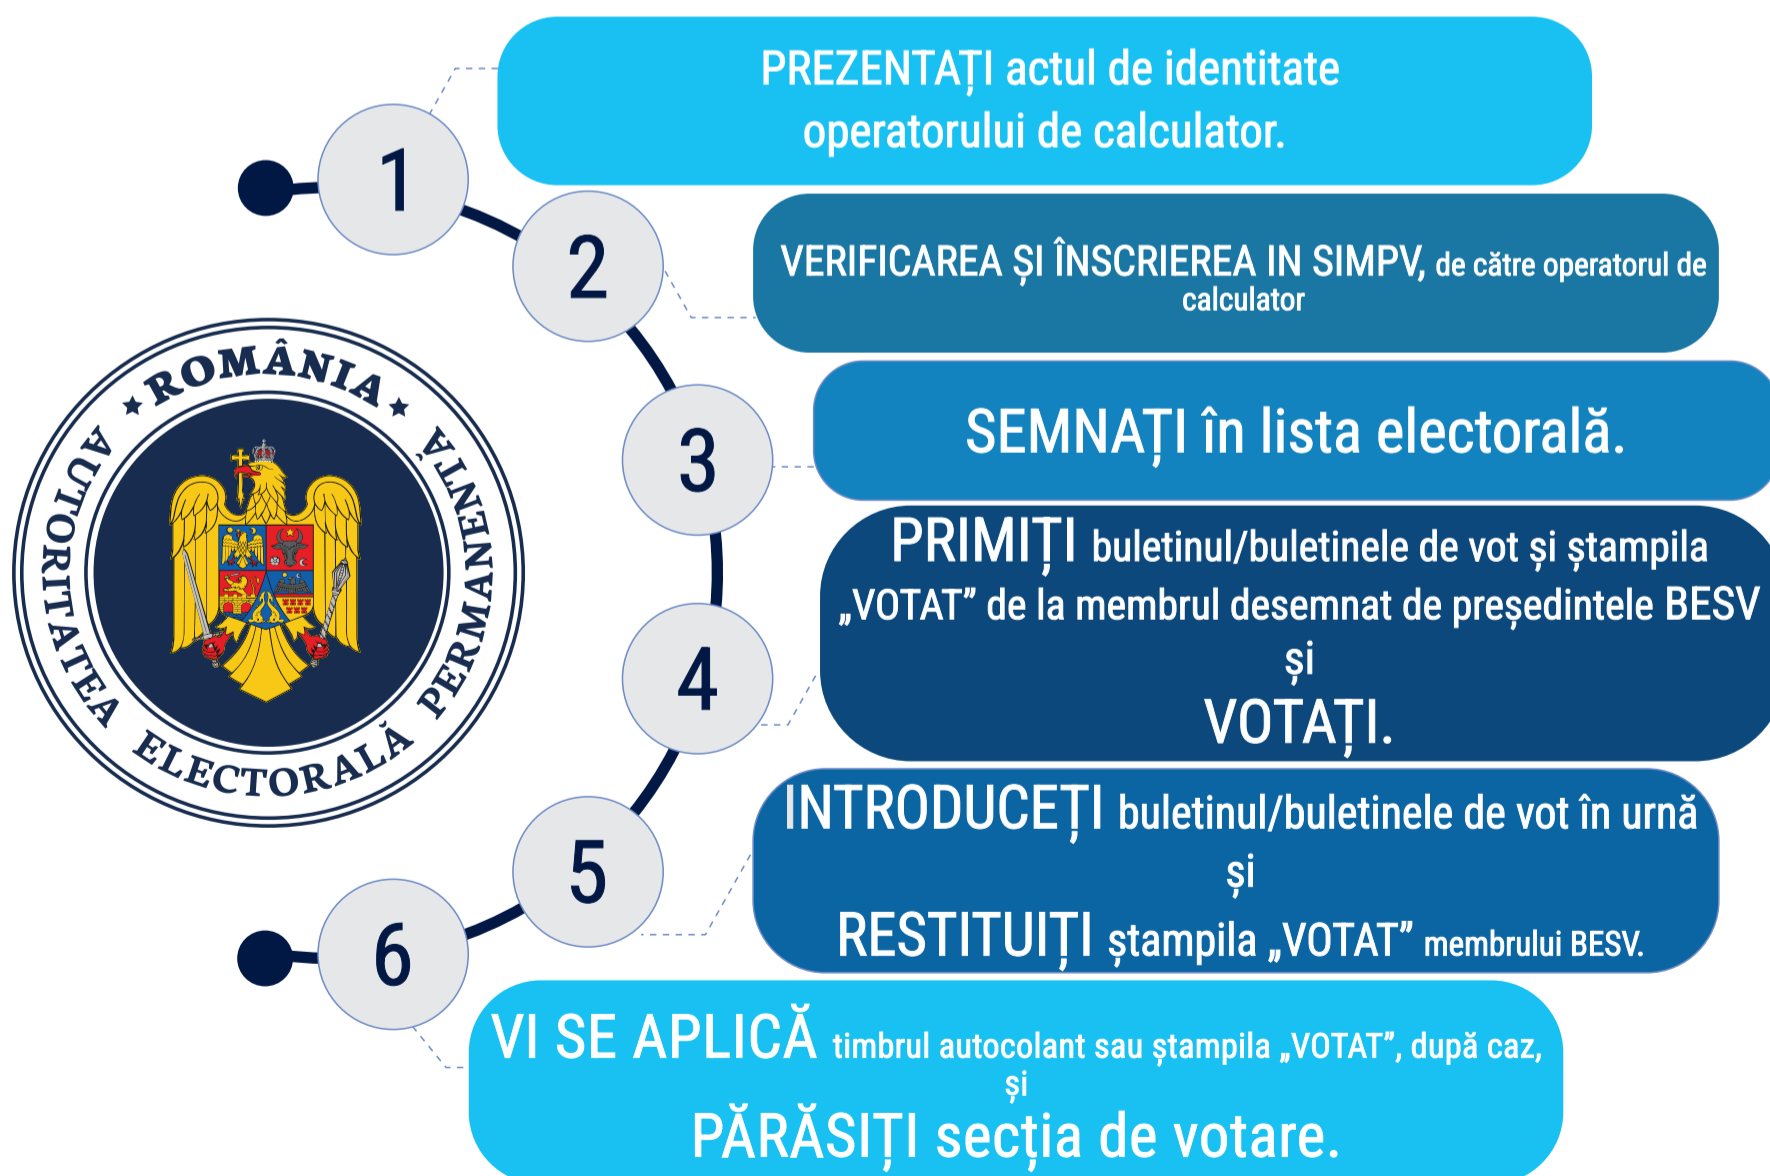 1
PREZENTAȚI actul de identitate
operatorului de calculator.
2
VERIFICAREA ȘI ÎNSCRIEREA IN SIMPV, de către operatorul de
calculator
3
SEMNAȚI în lista electorală.
4
PRIMIȚI buletinul/buletinele de vot și ștampila
„VOTAT” de la membrul desemnat de președintele BESV
și
VOTAȚI.
5
INTRODUCEȚI buletinul/buletinele de vot în urnă
și
RESTITUIȚI ștampila „VOTAT” membrului BESV.
6
VI SE APLICĂ timbrul autocolant sau ștampila „VOTAT”, după caz,
și
PĂRĂSIȚI secția de votare.
ROMÂNIA
AUTORITATEA ELECTORALĂ PERMANENTĂ